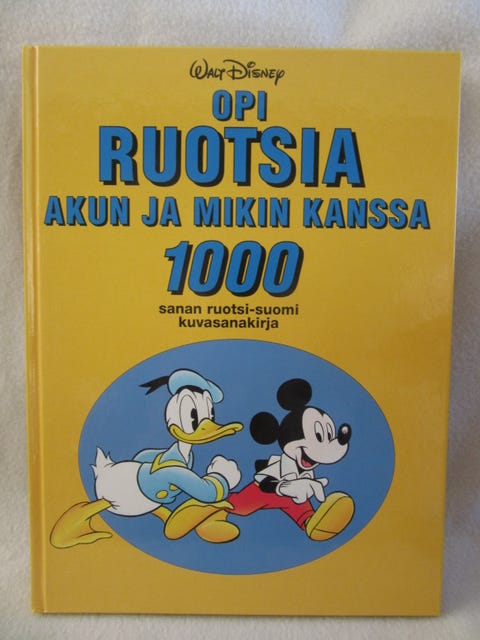 Walt Disney
OPI
RUOTSIA
AKUN JA MIKIN KANSSA
1000
sanan ruotsi-suomi
kuvasanakirja